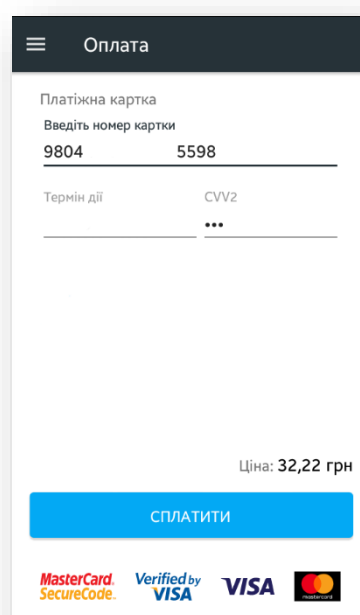 Оплата
Платіжна картка
Введіть номер картки
9804 5598
Термін дії CVV2
•••
Ціна: 32,22 грн
СПЛАТИТИ
MasterCard. SecureCode.
Verified by VISA
VISA
mastercard